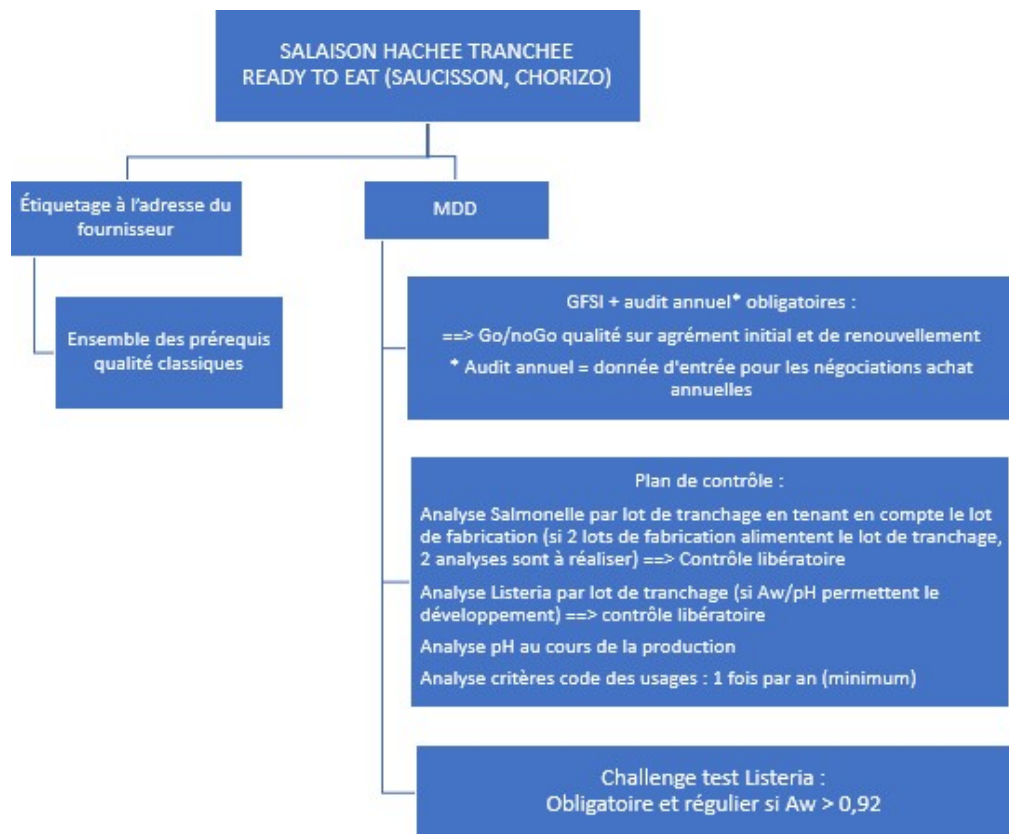 SALAISON HACHEE TRANCHEE
READY TO EAT (SAUCISSON, CHORIZO)
Étiquetage à l'adresse du
fournisseur
MDD
Ensemble des prérequis
qualité classiques
GFSI + audit annuel* obligatoires :
==> Go/noGo qualité sur agrément initial et de renouvellement
* Audit annuel = donnée d'entrée pour les négociations achat
annuelles
Plan de contrôle :
Analyse Salmonelle par lot de tranchage en tenant en compte le lot
de fabrication (si 2 lots de fabrication alimentent le lot de tranchage,
2 analyses sont à réaliser) ==> Contrôle libératoire
Analyse Listeria par lot de tranchage (si Aw/pH permettent le
développement) ==> contrôle libératoire
Analyse pH au cours de la production
Analyse critères code des usages : 1 fois par an (minimum)
Challenge test Listeria :
Obligatoire et régulier si Aw > 0,92